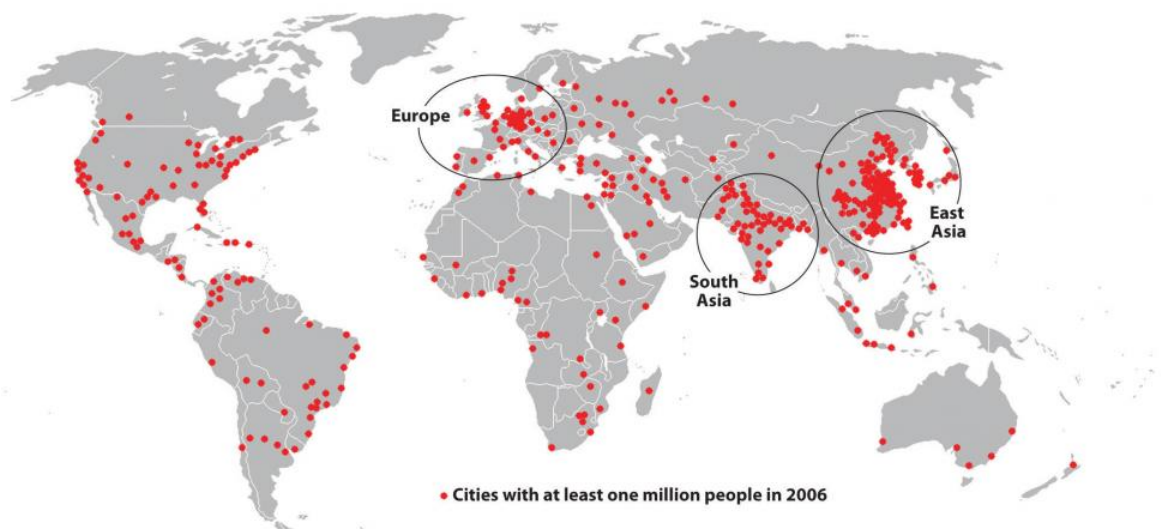 Europe
East
Asia
South
Asia
Cities with at least one million people in 2006